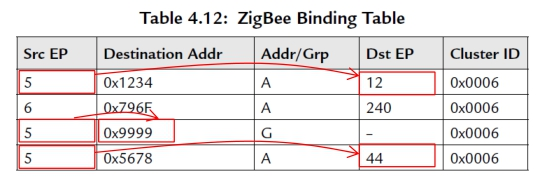 Table 4.12: ZigBee Binding Table
Src EP Destination Addr Addr/Grp Dst EP Cluster ID
5 0x1234 A 12 0x0006
6 0x796F A 240 0x0006
5 0x9999 G – 0x0006
5 0x5678 A 44 0x0006